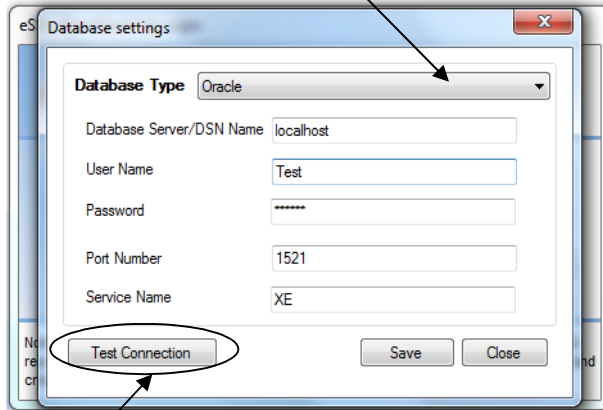 Database settings
Database Type Oracle
Database Server/DSN Name localhost
User Name Test
Password ******
Port Number 1521
Service Name XE
Test Connection Save Close